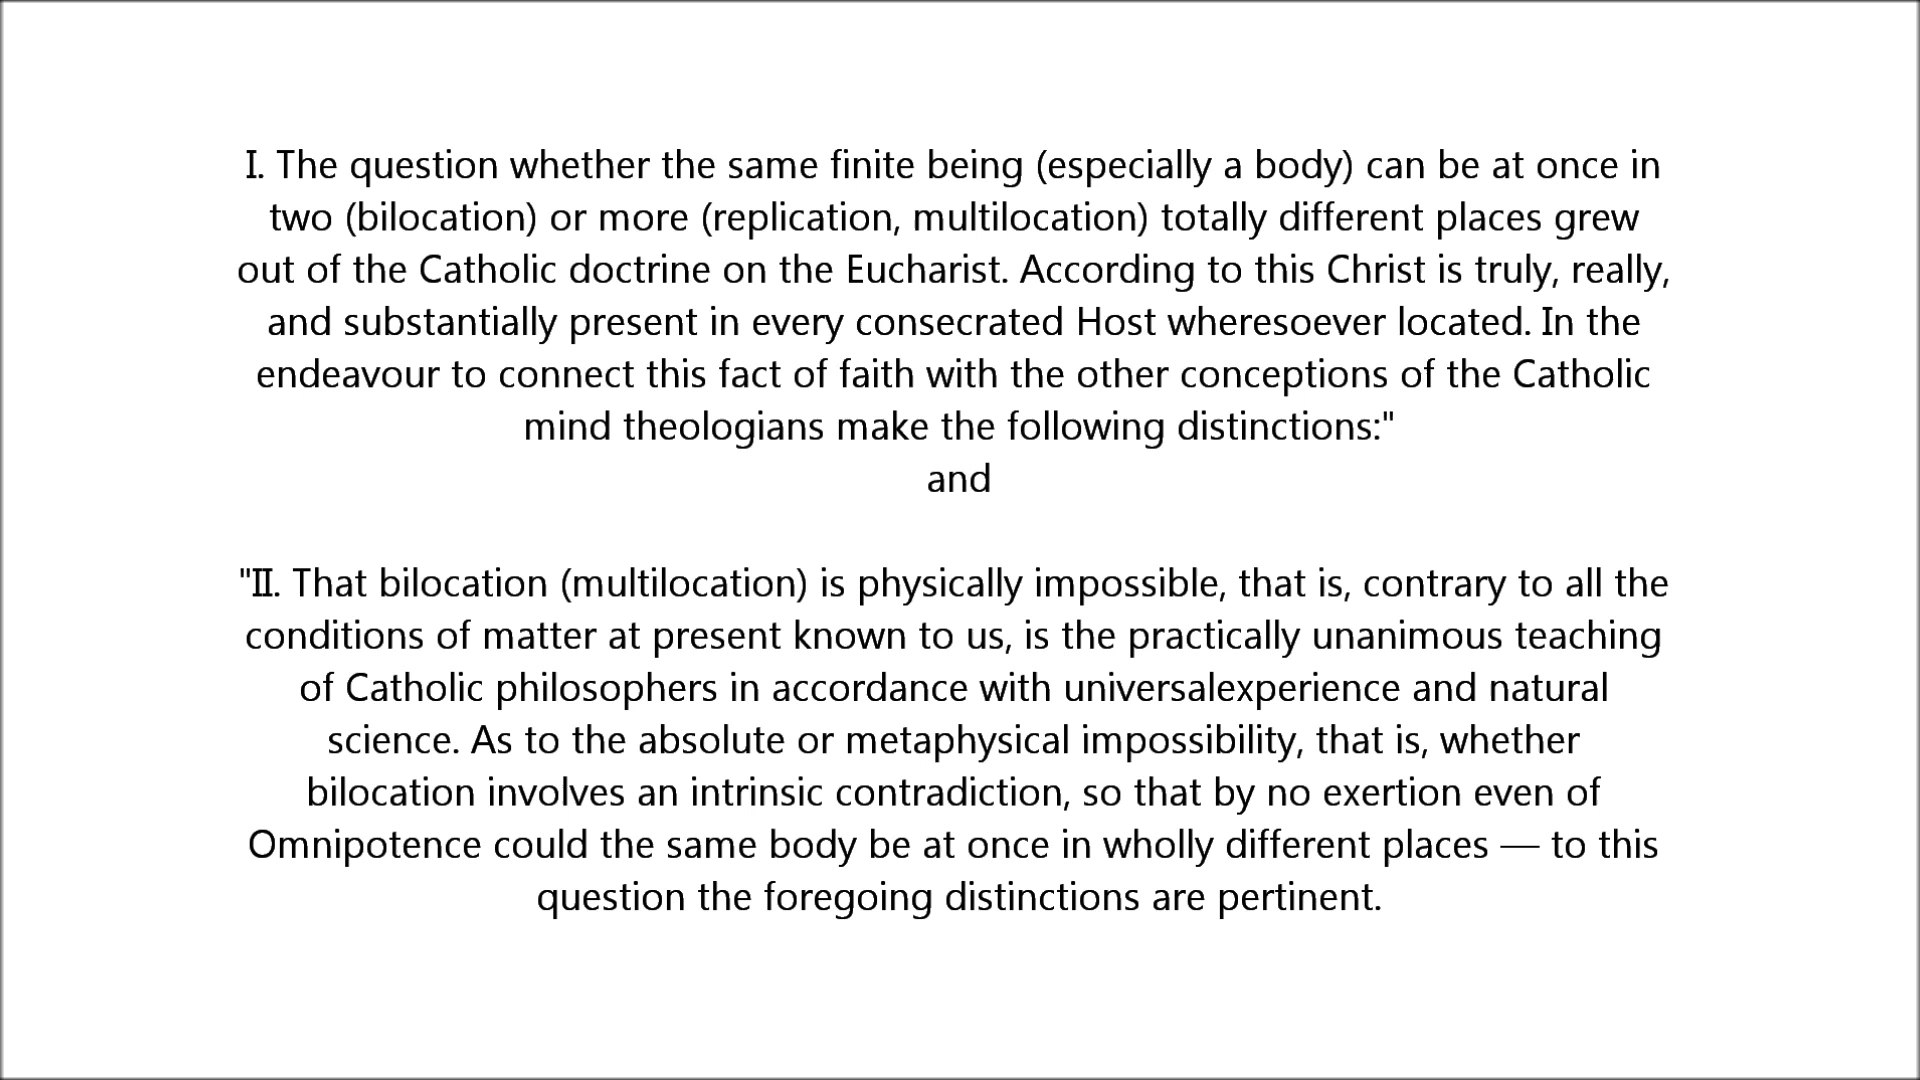 I. The question whether the same finite being (especially a body) can be at once in
two (bilocation) or more (replication, multilocation) totally different places grew
out of the Catholic doctrine on the Eucharist. According to this Christ is truly, really,
and substantially present in every consecrated Host wheresoever located. In the
endeavour to connect this fact of faith with the other conceptions of the Catholic
mind theologians make the following distinctions:"
and
"II. That bilocation (multilocation) is physically impossible, that is, contrary to all the
conditions of matter at present known to us, is the practically unanimous teaching
of Catholic philosophers in accordance with universalexperience and natural
science. As to the absolute or metaphysical impossibility, that is, whether
bilocation involves an intrinsic contradiction, so that by no exertion even of
Omnipotence could the same body be at once in wholly different places — to this
question the foregoing distinctions are pertinent.